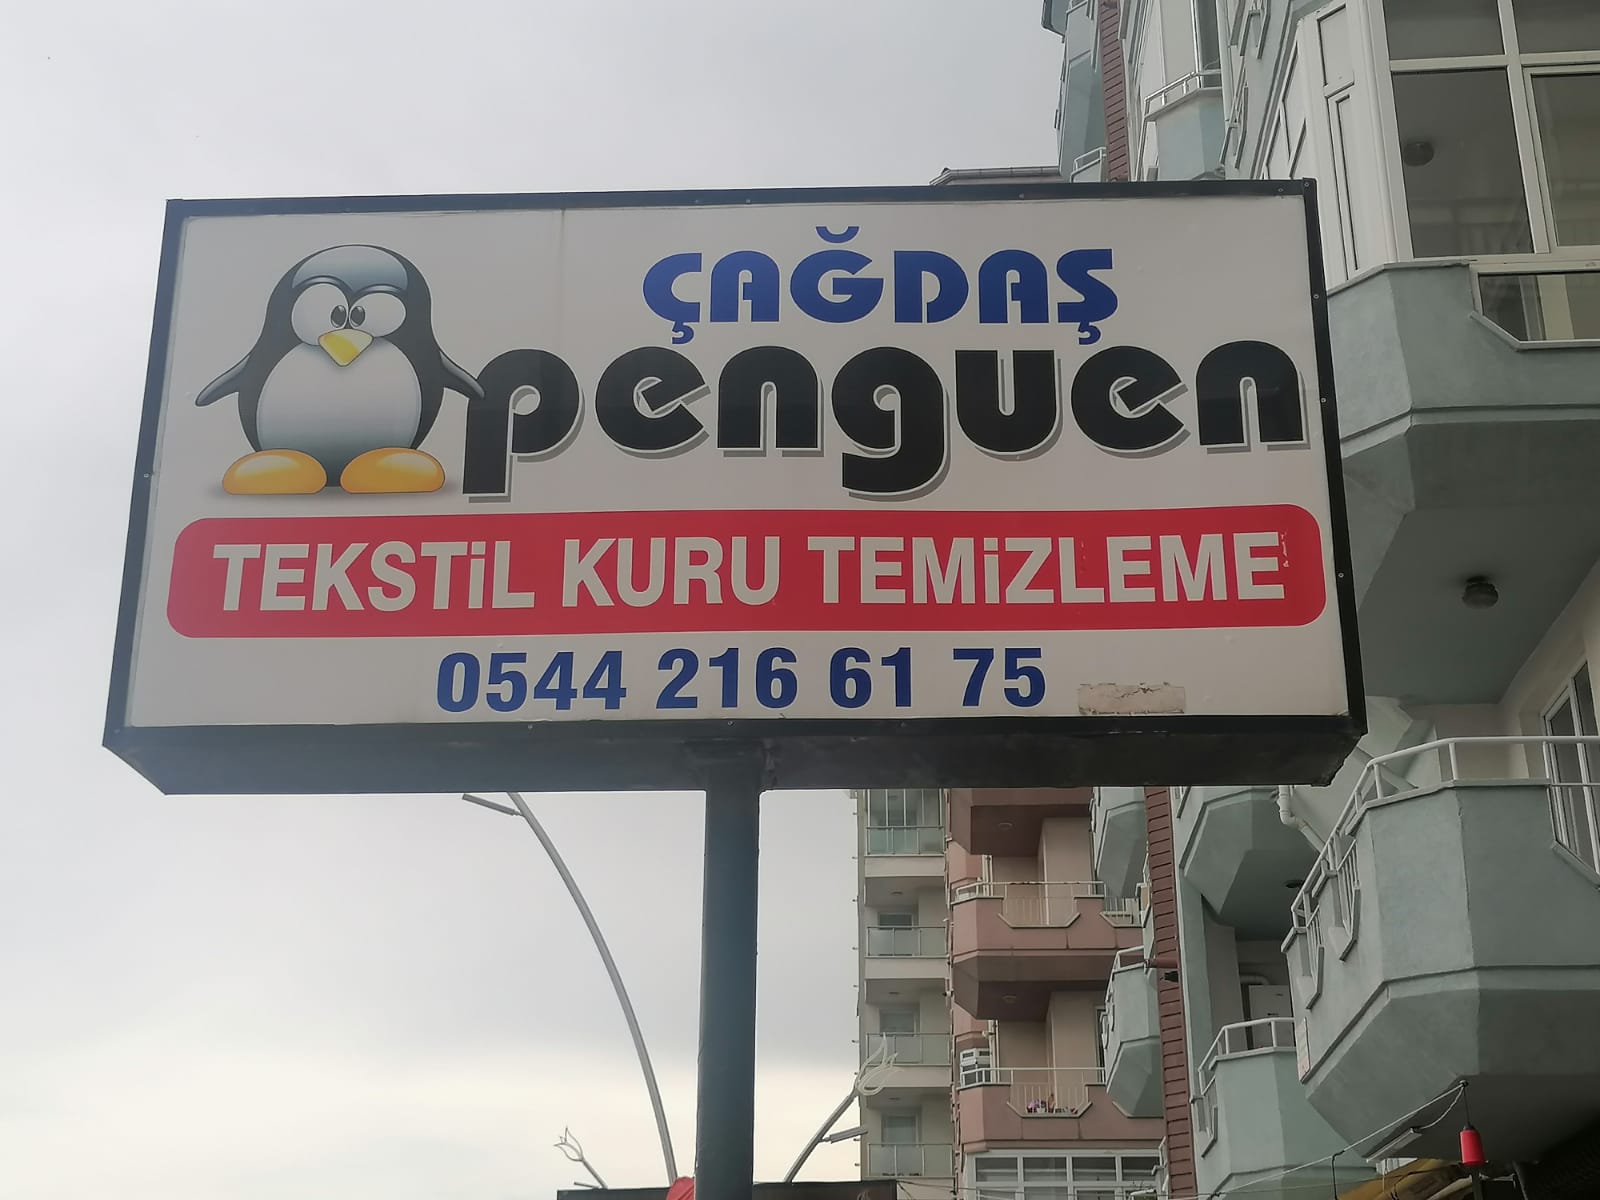 ÇAĞDAŞ
penguen
TEKSTİL KURU TEMİZLEME
0544 216 61 75